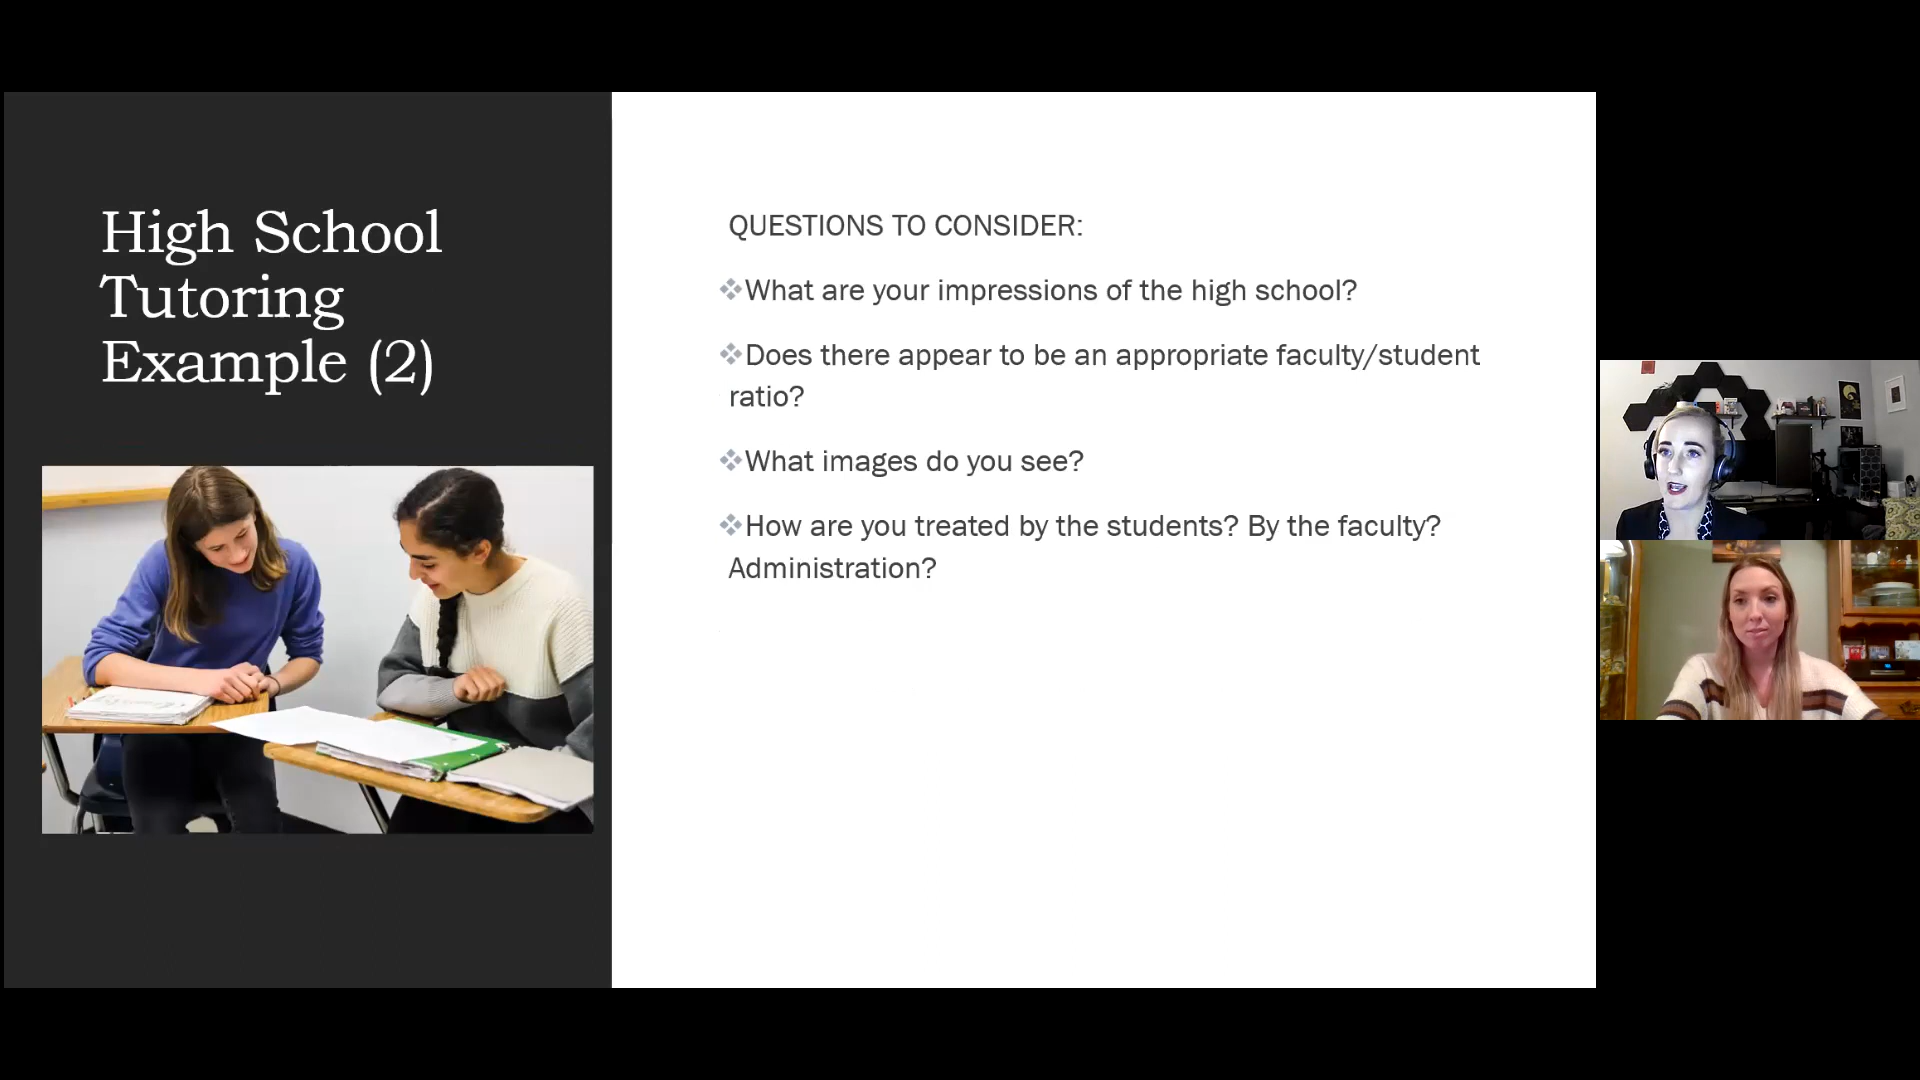 High School
Tutoring
Example (2)
QUESTIONS TO CONSIDER:
❖What are your impressions of the high school?
❖Does there appear to be an appropriate faculty/student
ratio?
❖What images do you see?
❖How are you treated by the students? By the faculty?
Administration?